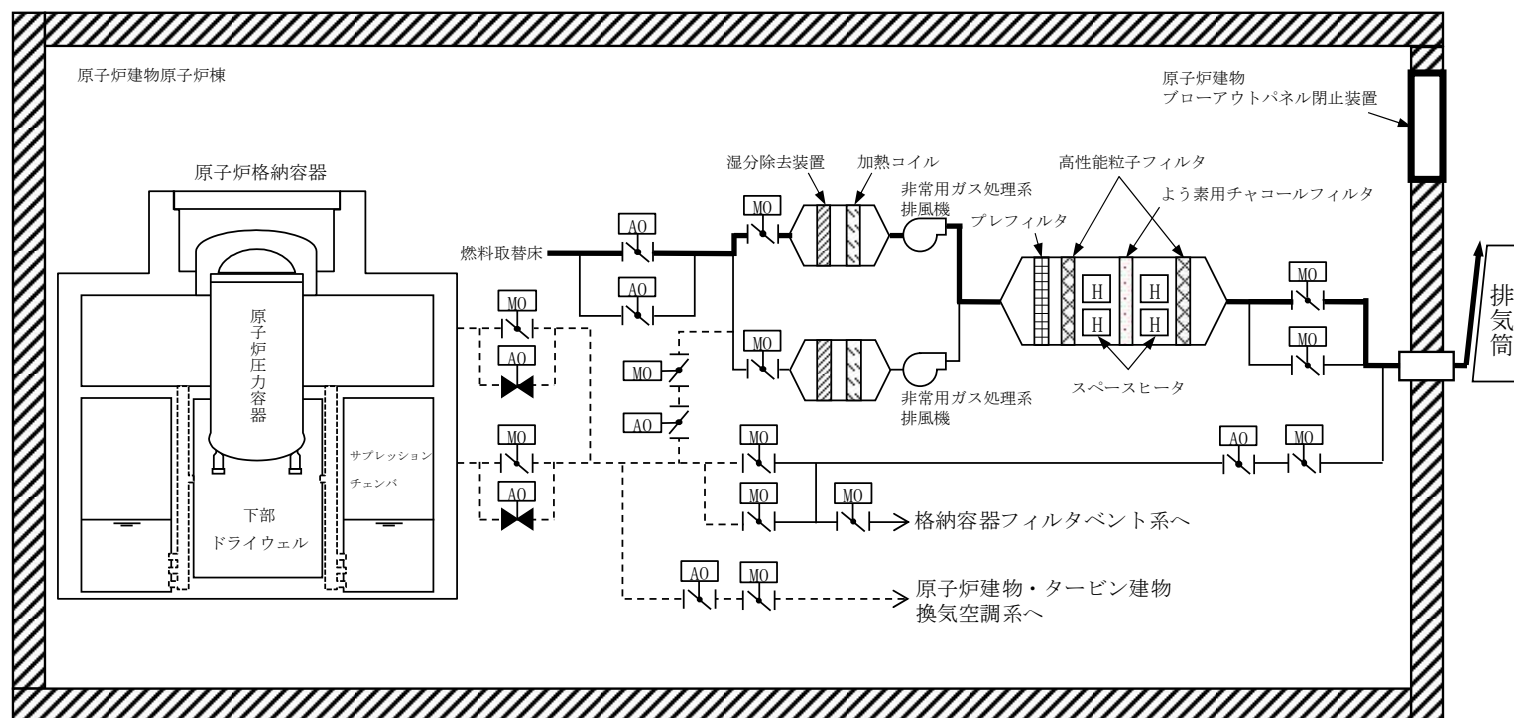 原子炉建物原子炉棟
原子炉建物
ブローアウトパネル閉止装置
原子炉格納容器
湿分除去装置
加熱コイル
高性能粒子フィルタ
よう素用チャコールフィルタ
非常用ガス処理系
排風機
プレフィルタ
燃料取替床
AO
MO
AO
MO
MO
MO
H
H
H
H
スペースヒータ
排気筒
原子炉圧力容器
MO
AO
MO
AO
MO
AO
非常用ガス処理系
排風機
サプレッション
チェンバ
下部
ドライウェル
MO
AO
MO
MO
MO
格納容器フィルタベント系へ
AO
MO
原子炉建物・タービン建物
換気空調系へ